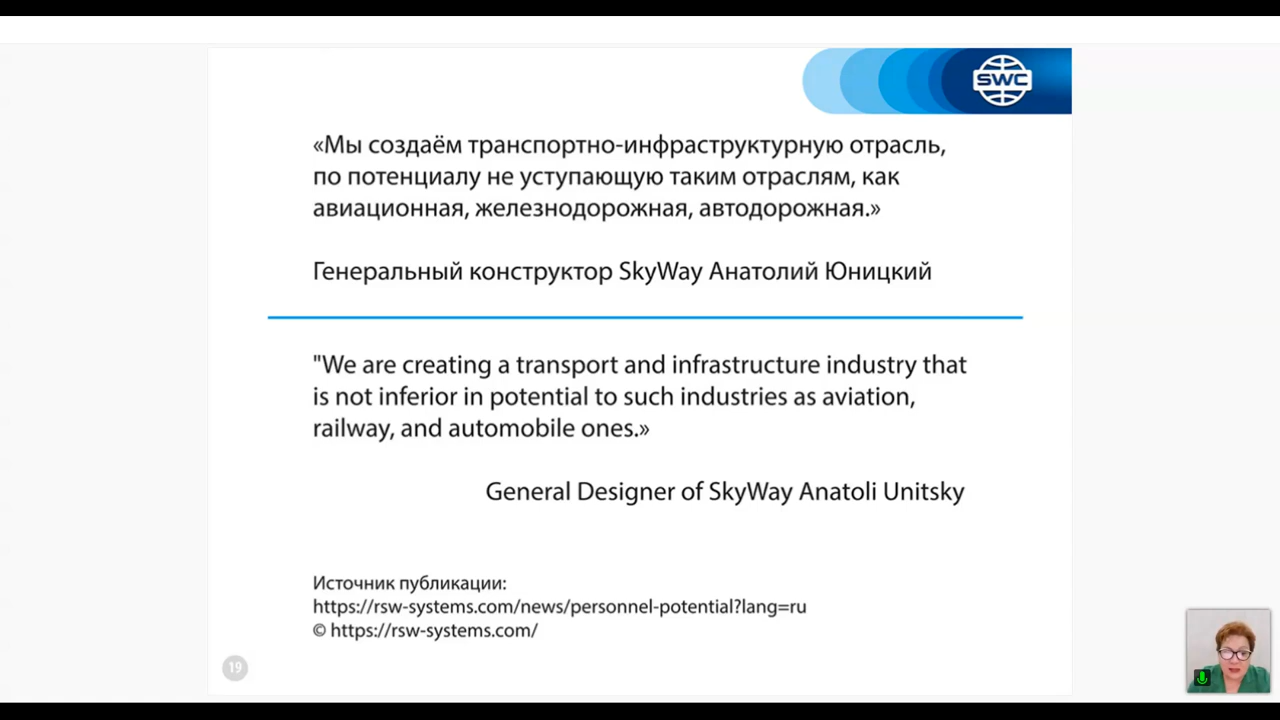 SWC
«Мы создаём транспортно-инфраструктурную отрасль,
по потенциалу не уступающую таким отраслям, как
авиационная, железнодорожная, автодорожная.»
Генеральный конструктор SkyWay Анатолий Юницкий
"We are creating a transport and infrastructure industry that
is not inferior in potential to such industries as aviation,
railway, and automobile ones.»
General Designer of SkyWay Anatoli Unitsky
Источник публикации:
https://rsw-systems.com/news/personnel-potential?lang=ru
© https://rsw-systems.com/
19